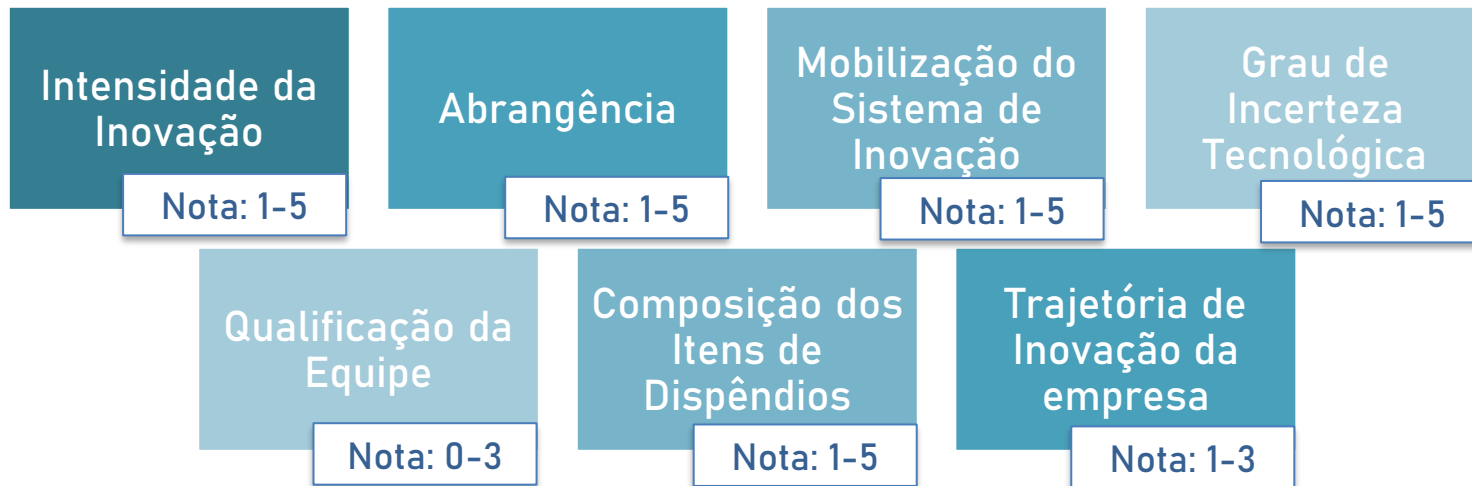 Intensidade da
Inovação
Nota: 1-5
Abrangência
Nota: 1-5
Mobilização do
Sistema de
Inovação
Nota: 1-5
Grau de
Incerteza
Tecnológica
Nota: 1-5
Qualificação da
Equipe
Nota: 0-3
Composição dos
Itens de
Dispêndios
Nota: 1-5
Trajetória de
Inovação da
empresa
Nota: 1-3